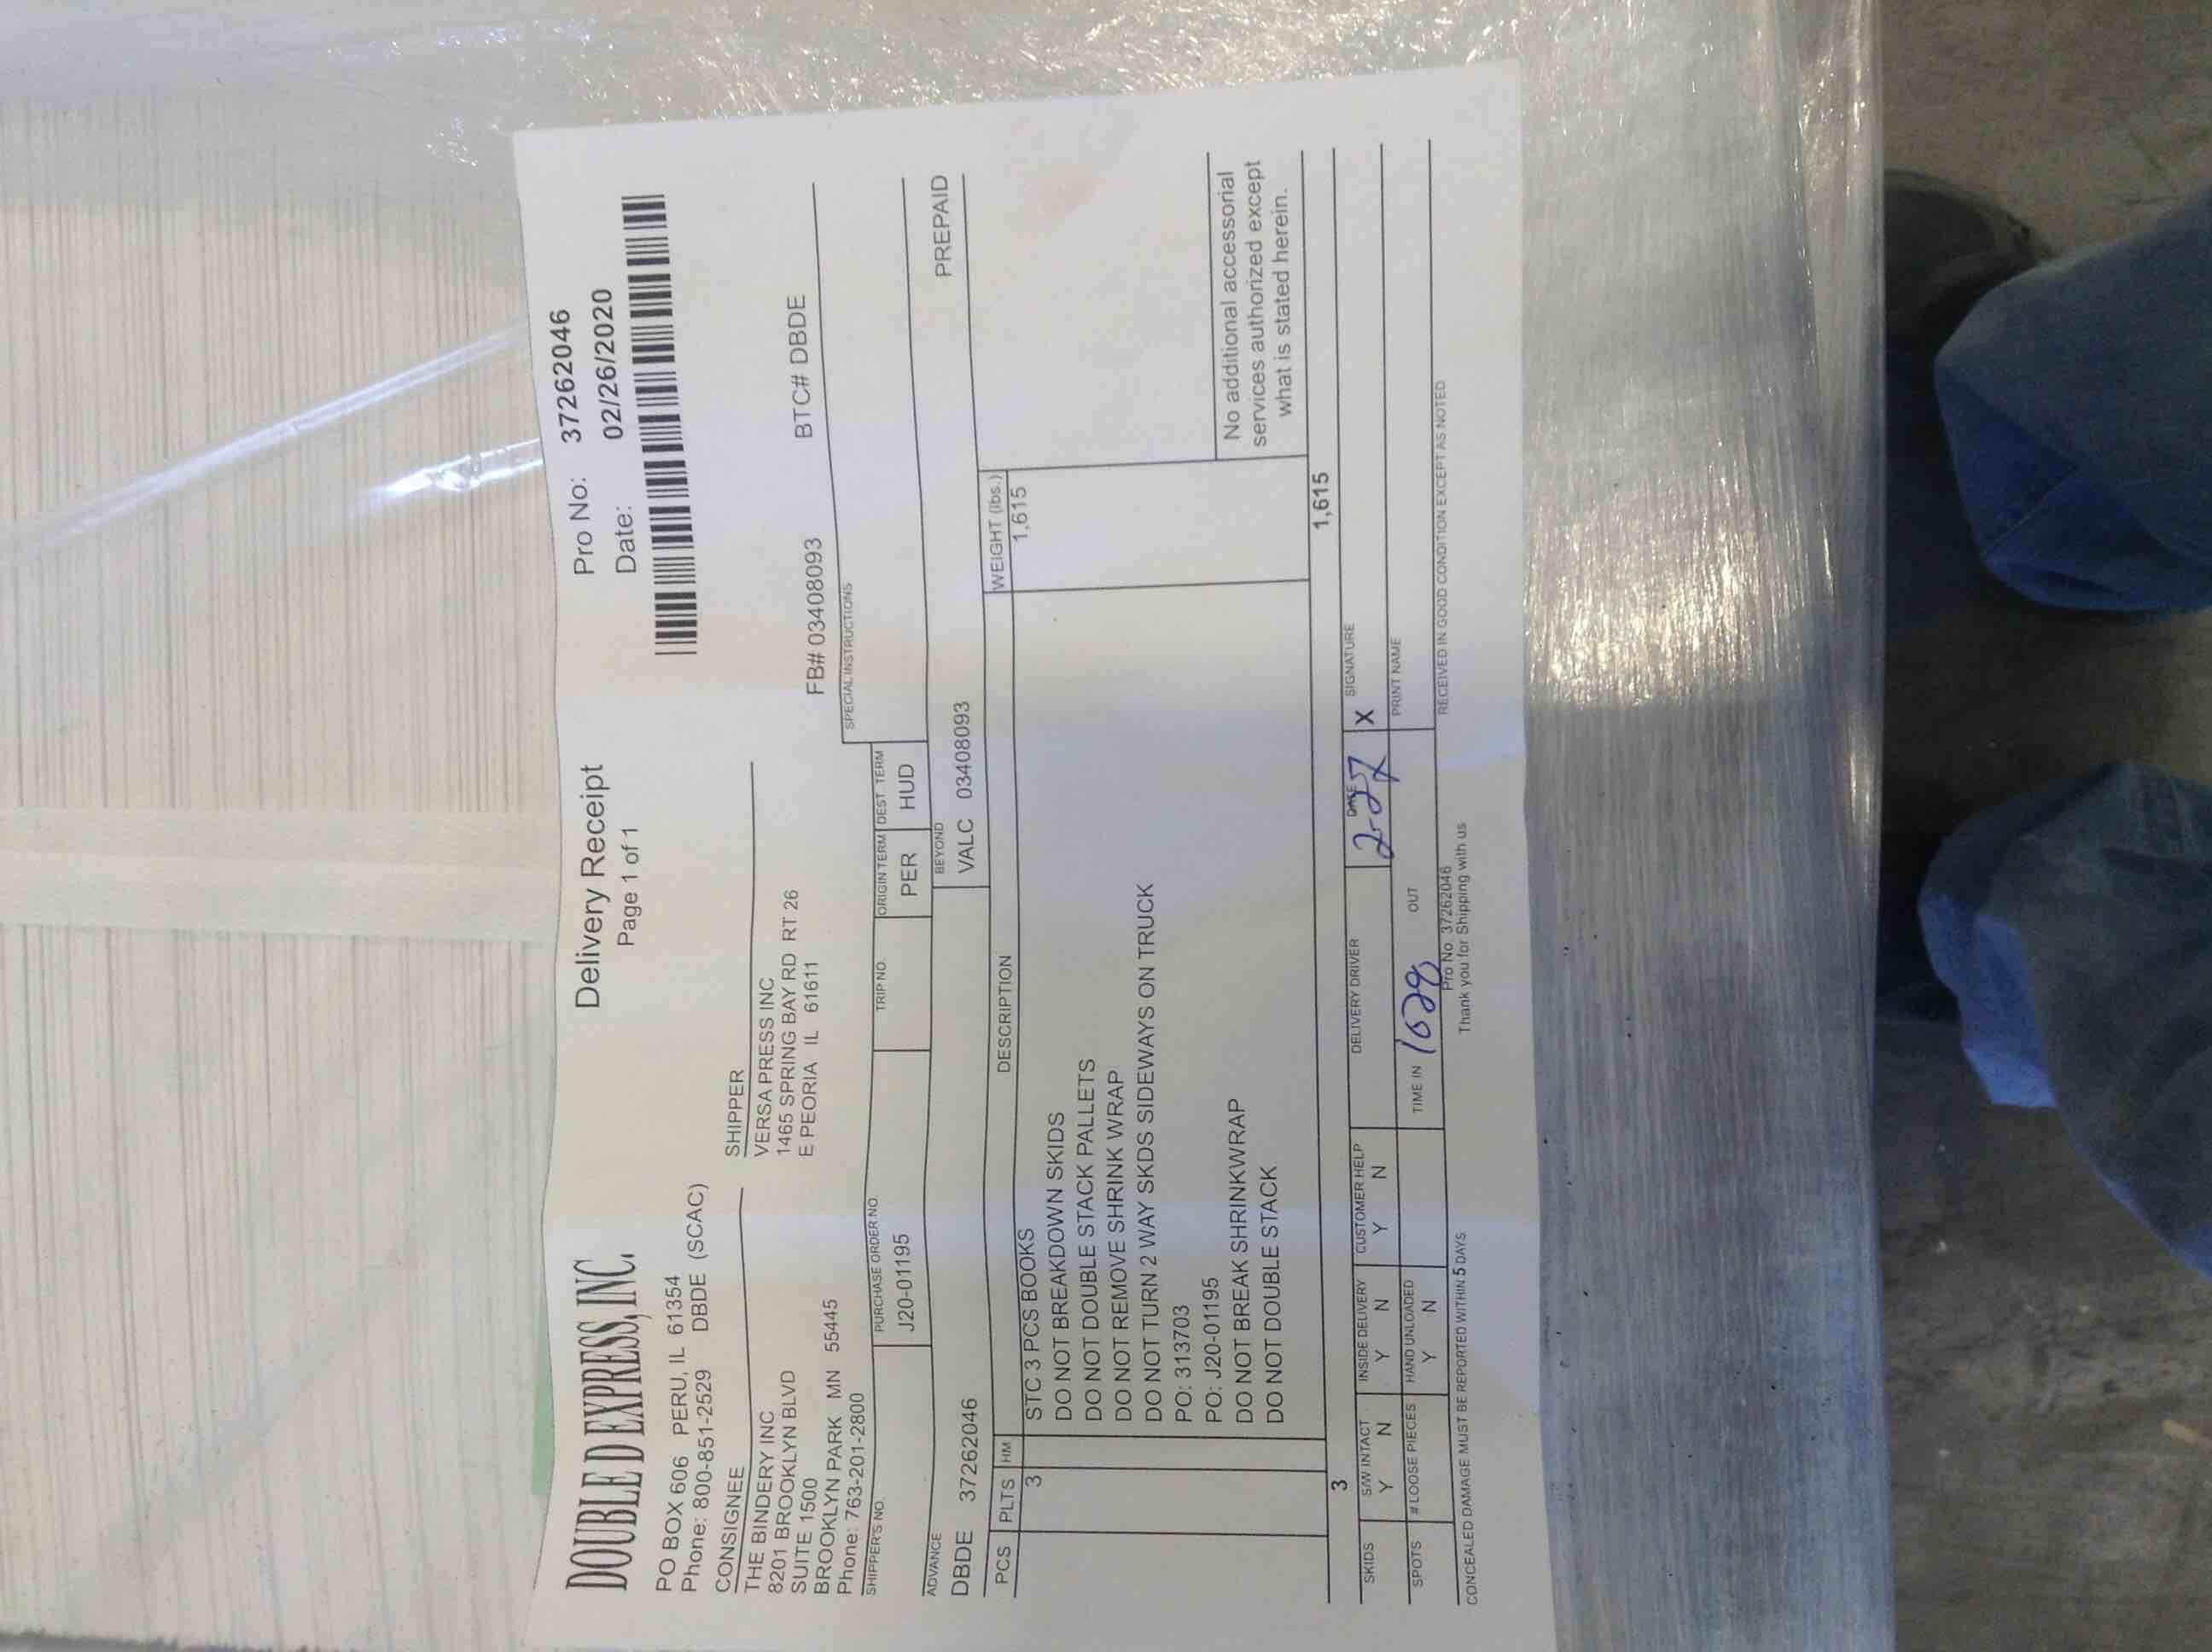 DOUBLE D EXPRESS, INC.
Delivery Receipt
Page 1 of 1
Pro No: 37262046
Date: 02/26/2020
PO BOX 606 PERU, IL 61354
Phone: 800-851-2529 DBDE (SCAC)
CONSIGNEE
THE BINDERY INC
8201 BROOKLYN BLVD
SUITE 1500
BROOKLYN PARK MN 55445
Phone: 763-201-2800
SHIPPER
VERSA PRESS INC
1465 SPRING BAY RD RT 26
E PEORIA IL 61611
FB# 03408093 BTC# DBDE
SHIPPER'S NO. PURCHASE ORDER NO. TRIP NO. ORIGIN TERM DEST TERM SPECIAL INSTRUCTIONS
J20-01195 PER HUD
ADVANCE BEYOND
DBDE 37262046 VALC 03408093 PREPAID
PCS PLTS HM DESCRIPTION WEIGHT (lbs.)
3 STC 3 PCS BOOKS 1,615
DO NOT BREAKDOWN SKIDS
DO NOT DOUBLE STACK PALLETS
DO NOT REMOVE SHRINK WRAP
DO NOT TURN 2 WAY SKDS SIDEWAYS ON TRUCK
PO: 313703
PO: J20-01195
DO NOT BREAK SHRINKWRAP
DO NOT DOUBLE STACK
No additional accessorial
services authorized except
what is stated herein.
3 1,615
SKIDS S/W INTACT INSIDE DELIVERY CUSTOMER HELP DELIVERY DRIVER DATE SIGNATURE
Y N Y N Y N 2-27 X
SPOTS # LOOSE PIECES HAND UNLOADED TIME IN 1028 OUT PRINT NAME
Y N
CONCEALED DAMAGE MUST BE REPORTED WITHIN 5 DAYS
Pro No 37262046
Thank you for Shipping with us
RECEIVED IN GOOD CONDITION EXCEPT AS NOTED